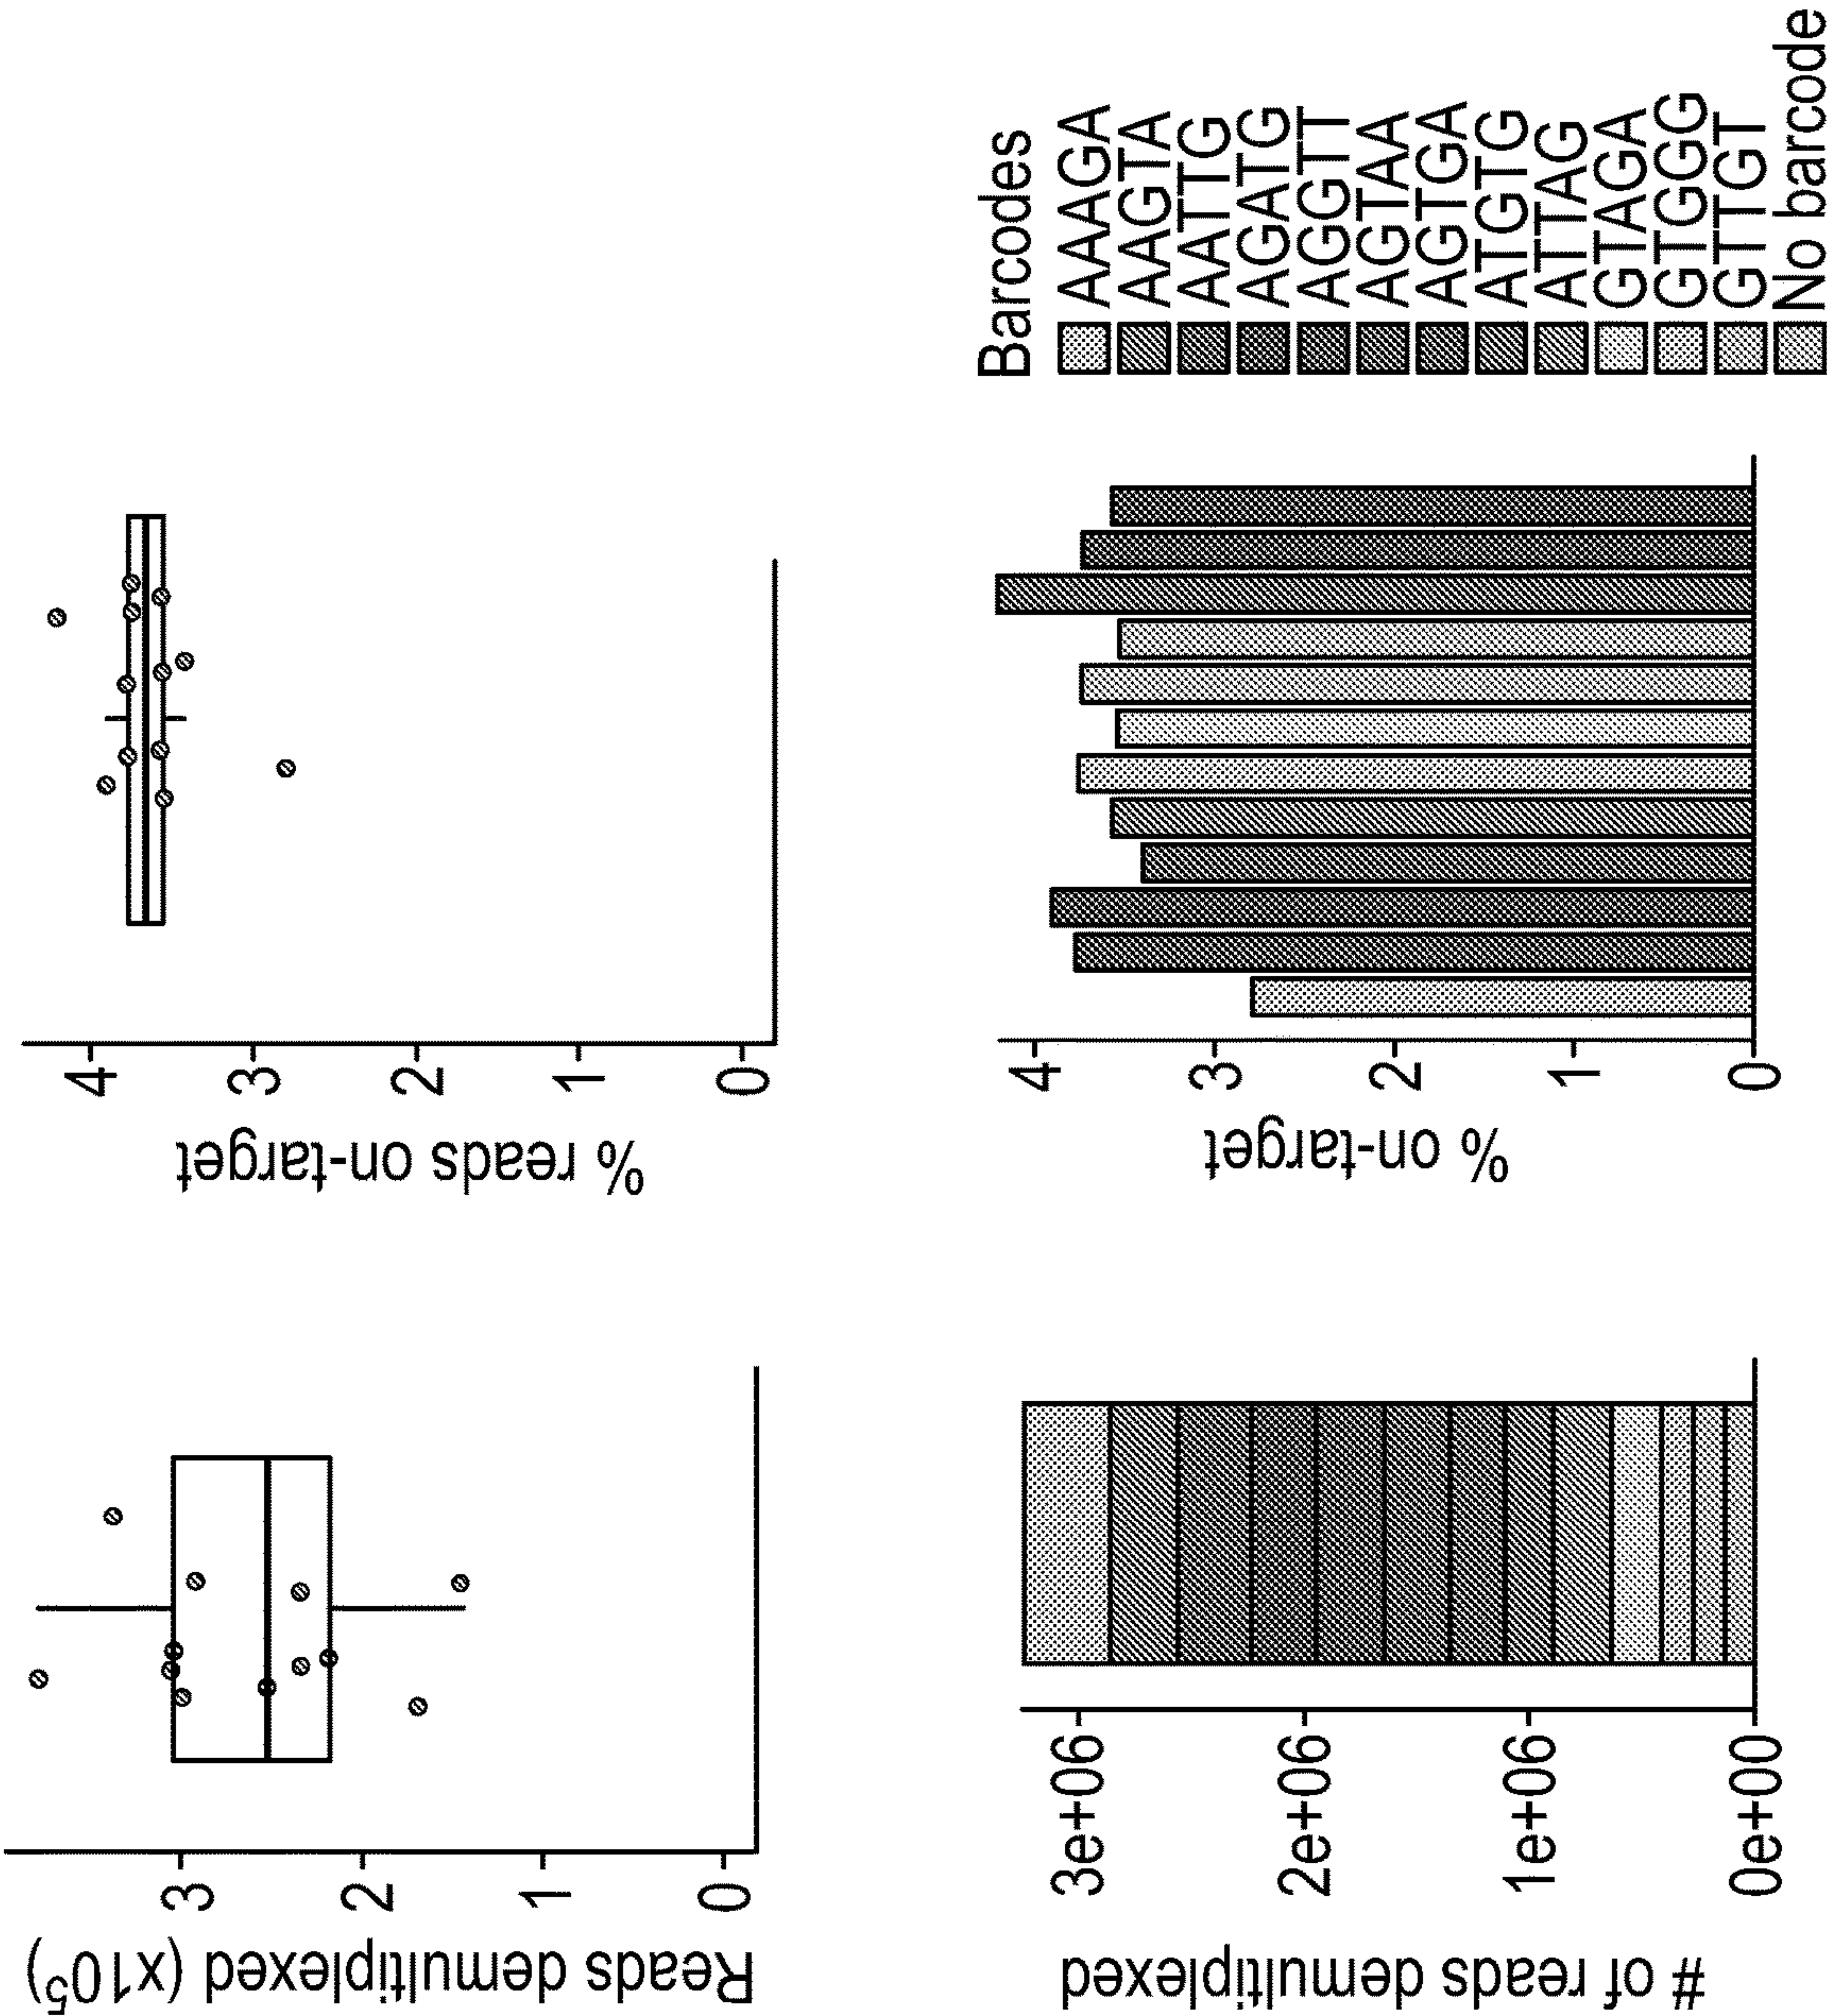 Reads demultiplexed (x10⁵)
3
2
1
0
% reads on-target
4
3
2
1
0
# of reads demultiplexed
3e+06
2e+06
1e+06
0e+00
% on-target
4
3
2
1
0
Barcodes
AAAGA
AAGTA
AATTG
AGATG
AGGTT
AGTAA
AGTGA
ATGTG
ATTAG
GTAGA
GTGGG
GTTGT
No barcode